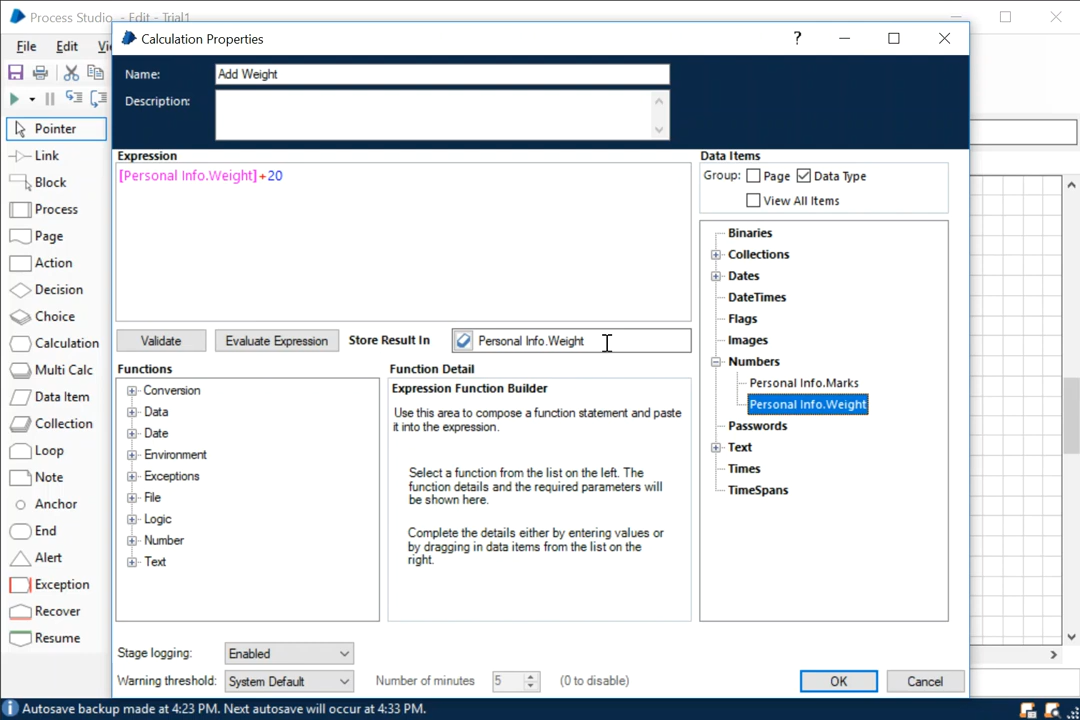 Process Studio - Edit - Trial1
File Edit
Calculation Properties
?
Name: Add Weight
Description:
Expression
[Personal Info.Weight]+20
Validate
Evaluate Expression
Store Result In
Personal Info.Weight
Functions
Conversion
Data
Date
Environment
Exceptions
File
Logic
Number
Text
Function Detail
Expression Function Builder
Use this area to compose a function statement and paste
it into the expression.
Select a function from the list on the left. The
function details and the required parameters will
be shown here.
Complete the details either by entering values or
by dragging in data items from the list on the
right.
Data Items
Group: Page Data Type
View All Items
Binaries
Collections
Dates
DateTimes
Flags
Images
Numbers
Personal Info.Marks
Personal Info.Weight
Passwords
Text
Times
TimeSpans
Stage logging: Enabled
Warning threshold: System Default
Number of minutes 5 (0 to disable)
OK
Cancel
Pointer
Link
Block
Process
Page
Action
Decision
Choice
Calculation
Multi Calc
Data Item
Collection
Loop
Note
Anchor
End
Alert
Exception
Recover
Resume
Autosave backup made at 4:23 PM. Next autosave will occur at 4:33 PM.